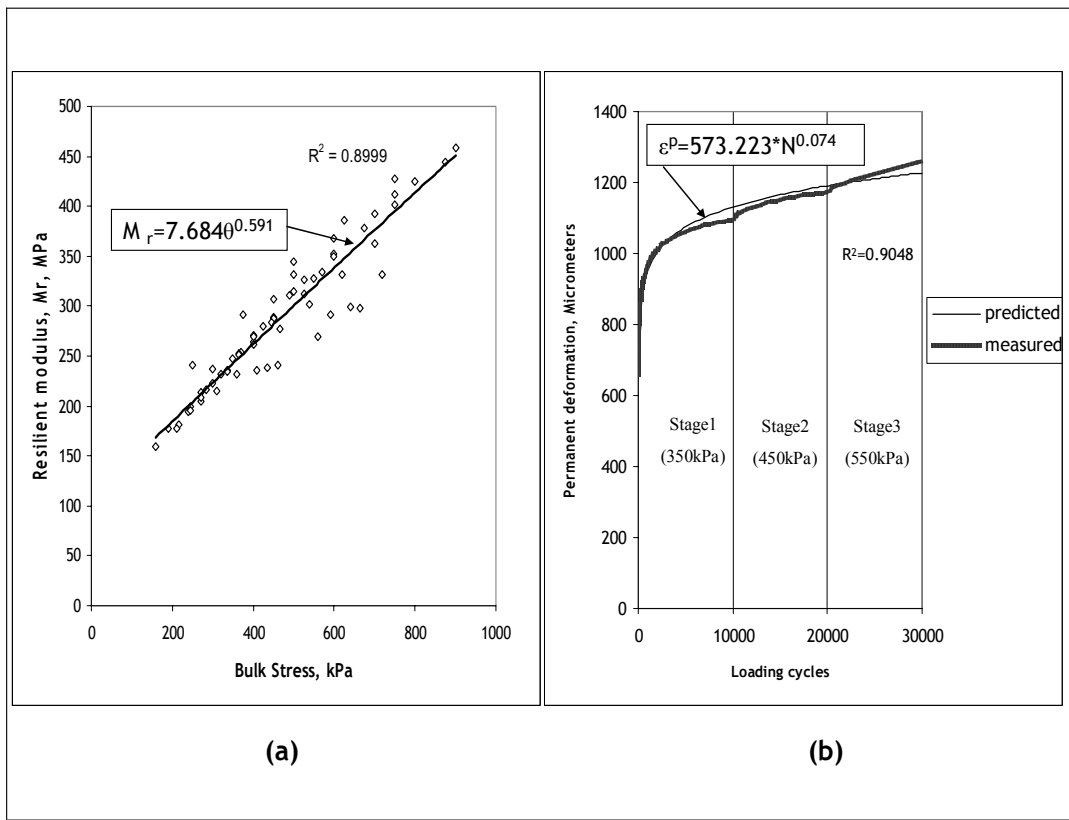 Resilient modulus, Mr, MPa
500
450
400
350
300
250
200
150
100
50
0
R² = 0.8999
M r=7.684θ^0.591
0 200 400 600 800 1000
Bulk Stress, kPa
(a)
Permanent deformation, Micrometers
1400
1200
1000
800
600
400
200
0
εᵖ=573.223*N^0.074
R²=0.9048
predicted
measured
Stage1
(350kPa)
Stage2
(450kPa)
Stage3
(550kPa)
0 10000 20000 30000
Loading cycles
(b)